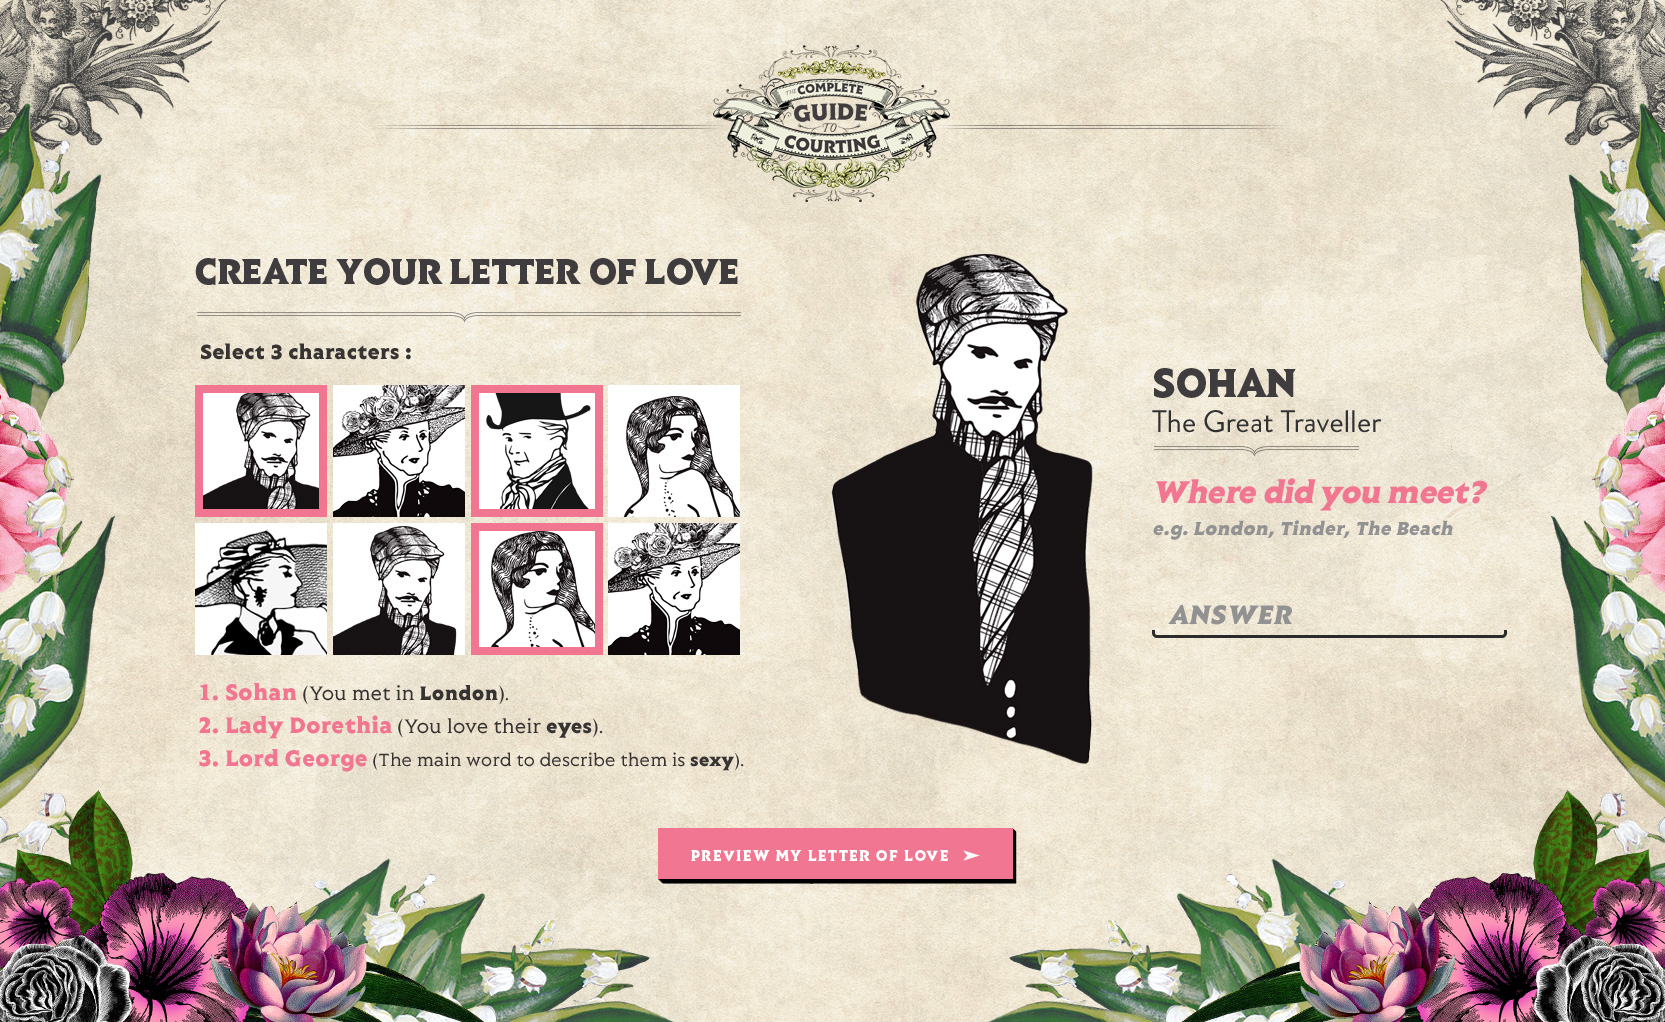 THE COMPLETE
GUIDE
TO
COURTING
CREATE YOUR LETTER OF LOVE
Select 3 characters :
1. Sohan (You met in London).
2. Lady Dorethia (You love their eyes).
3. Lord George (The main word to describe them is sexy).
SOHAN
The Great Traveller
Where did you meet?
e.g. London, Tinder, The Beach
ANSWER
PREVIEW MY LETTER OF LOVE